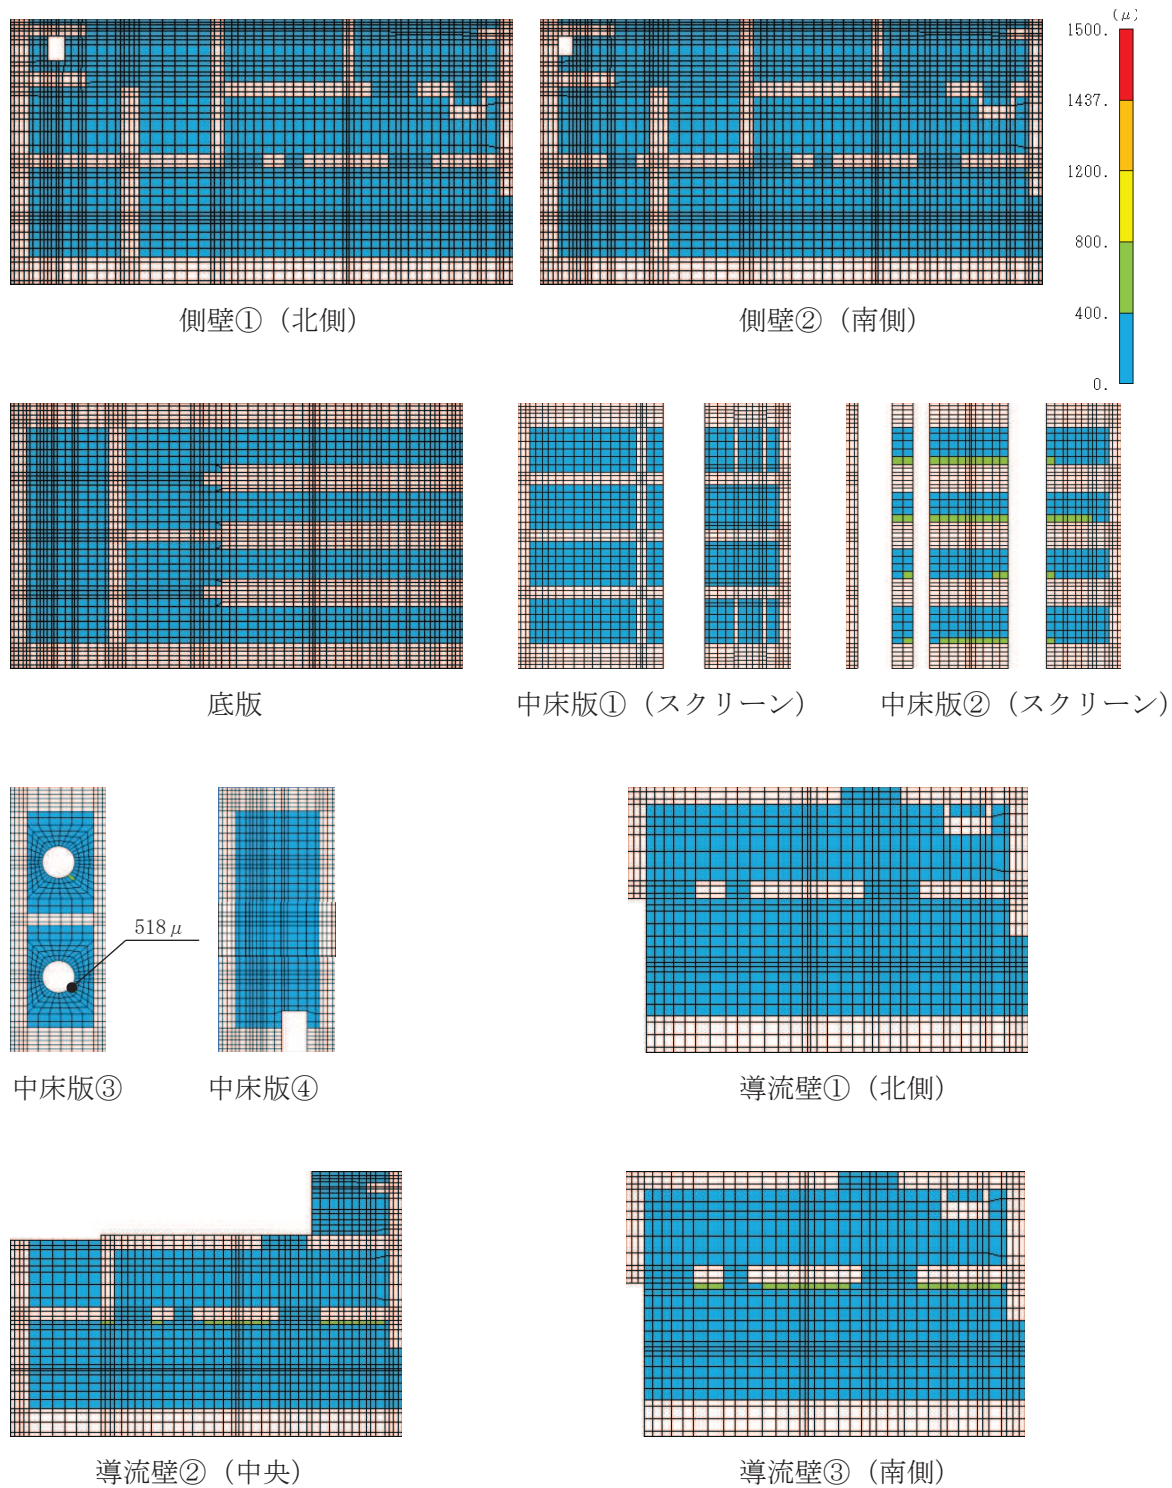 (μ)
1500.
1437.
1200.
800.
400.
0.
側壁①（北側）
側壁②（南側）
底版
中床版①（スクリーン）
中床版②（スクリーン）
518μ
中床版③
中床版④
導流壁①（北側）
導流壁②（中央）
導流壁③（南側）